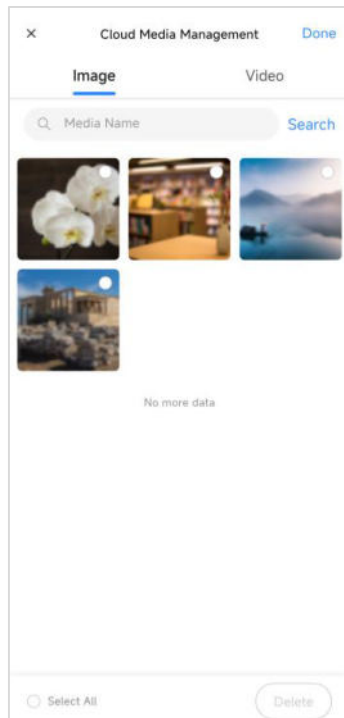 × Cloud Media Management Done
Image Video
Media Name Search
No more data
Select All Delete